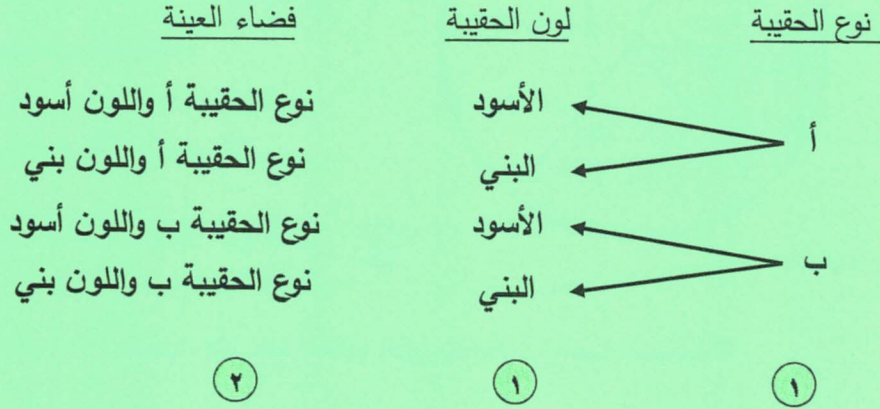 نوع الحقيبة لون الحقيبة فضاء العينة
الأسود نوع الحقيبة أ واللون أسود
أ
البني نوع الحقيبة أ واللون بني
الأسود نوع الحقيبة ب واللون أسود
ب
البني نوع الحقيبة ب واللون بني
١ ١ ٢